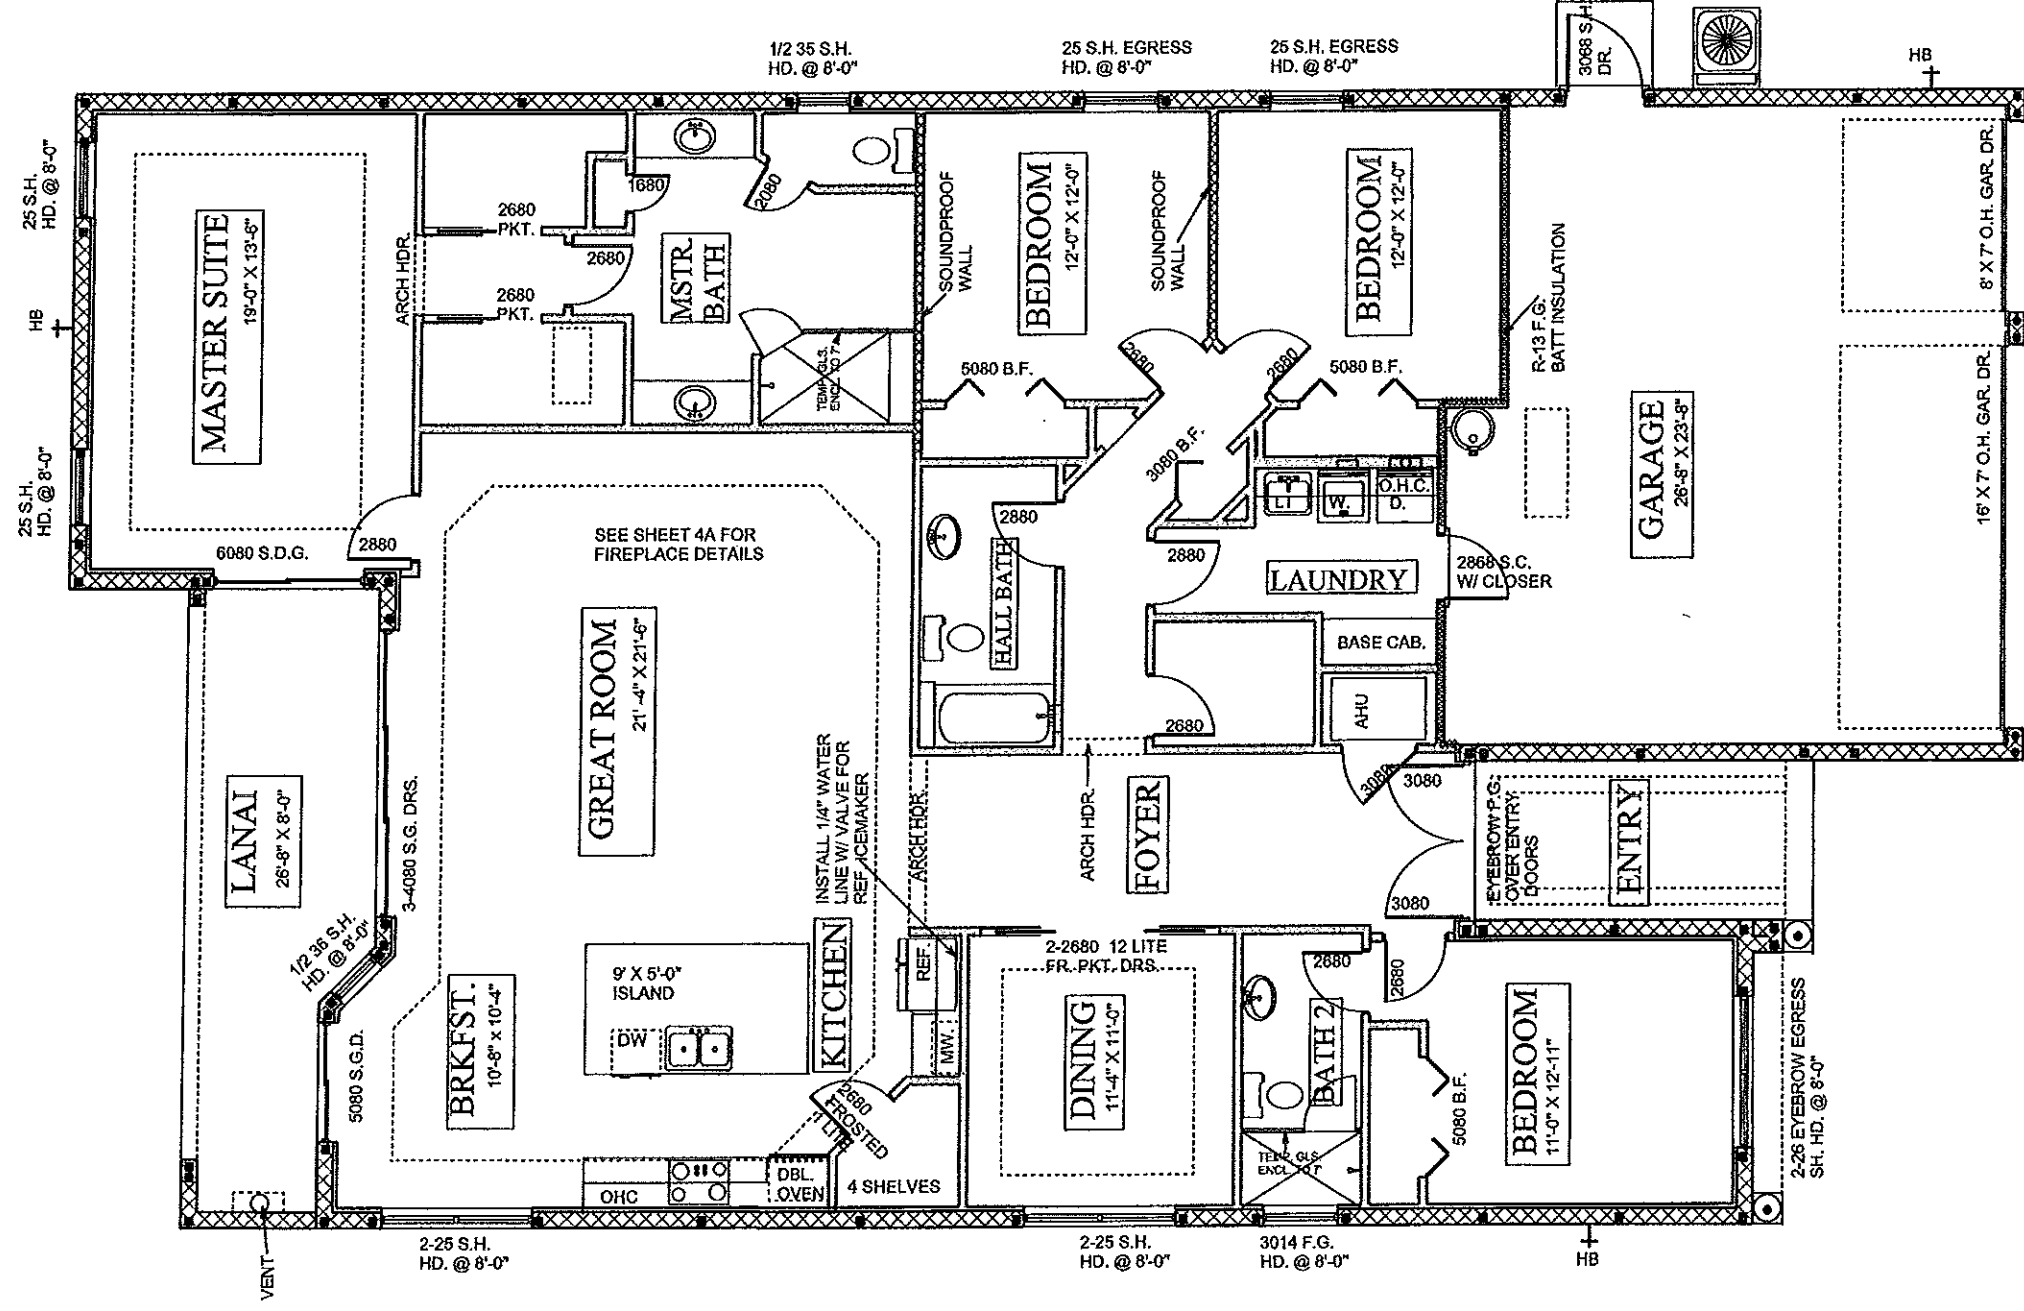 1/2 35 S.H.
HD. @ 8'-0"
25 S.H. EGRESS
HD. @ 8'-0"
25 S.H. EGRESS
HD. @ 8'-0"
3068 S.H.
DR.
HB
25 S.H.
HD. @ 8'-0"
HB
25 S.H.
HD. @ 8'-0"
MASTER SUITE
19'-0" X 13'-6"
ARCH HDR.
2680
PKT.
2680
PKT.
2680
1680
2080
MSTR.
BATH
TEMP. GLS.
ENCL. TO 7'
SOUNDPROOF
WALL
BEDROOM
12'-0" X 12'-0"
SOUNDPROOF
WALL
BEDROOM
12'-0" X 12'-0"
5080 B.F.
2680
2680
5080 B.F.
R-13 F.G.
BATT INSULATION
8' X 7' O.H. GAR. DR.
16' X 7' O.H. GAR. DR.
GARAGE
26'-8" X 23'-8"
3080 B.F.
LT
W.
O.H.C.
D.
2880
2880
2868 S.C.
W/ CLOSER
LAUNDRY
HALL BATH
BASE CAB.
AHU
2680
6080 S.D.G.
2880
SEE SHEET 4A FOR
FIREPLACE DETAILS
GREAT ROOM
21'-4" X 21'-6"
LANAI
26'-8" X 8'-0"
3-4080 S.G. DRS.
1/2 36 S.H.
HD. @ 8'-0"
INSTALL 1/4" WATER
LINE W/ VALVE FOR
REF ICEMAKER
ARCH HDR.
ARCH HDR.
FOYER
3080
3080
3080
EYEBROW P.G.
OVER ENTRY
DOORS
ENTRY
5080 S.G.D.
BRKFST.
10'-8" x 10'-4"
9' X 5'-0"
ISLAND
DW
KITCHEN
REF.
MW.
2-2680 12 LITE
FR. PKT. DRS.
DINING
11'-4" X 11'-0"
2680
2680
BATH 2
TEMP. GLS.
ENCL. TO 7'
5080 B.F.
BEDROOM
11'-0" X 12'-11"
2-26 EYEBROW EGRESS
SH. HD. @ 8'-0"
2680
FROSTED
1 LITE
DBL.
OVEN
OHC
4 SHELVES
VENT
2-25 S.H.
HD. @ 8'-0"
2-25 S.H.
HD. @ 8'-0"
3014 F.G.
HD. @ 8'-0"
HB